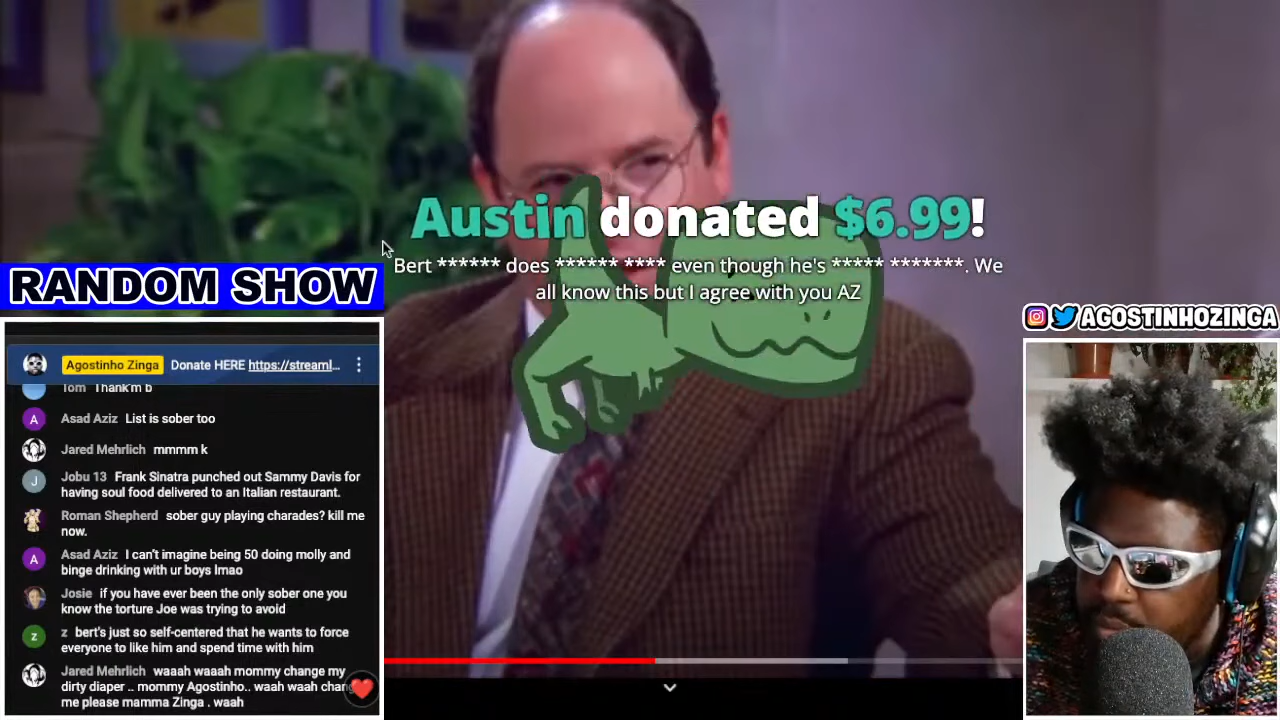 Austin donated $6.99!
Bert ****** does ****** **** even though he's ***** *******. We
all know this but I agree with you AZ
RANDOM SHOW
Agostinho Zinga Donate HERE https://streaml...
Tom Thank'm b
Asad Aziz List is sober too
Jared Mehrlich mmmm k
Jobu 13 Frank Sinatra punched out Sammy Davis for
having soul food delivered to an Italian restaurant.
Roman Shepherd sober guy playing charades? kill me
now.
Asad Aziz I can't imagine being 50 doing molly and
binge drinking with ur boys lmao
Josie if you have ever been the only sober one you
know the torture Joe was trying to avoid
z bert's just so self-centered that he wants to force
everyone to like him and spend time with him
Jared Mehrlich waaah waaah mommy change my
dirty diaper .. mommy Agostinho.. waah waah chan
me please mamma Zinga . waah
AGOSTINHOZINGA